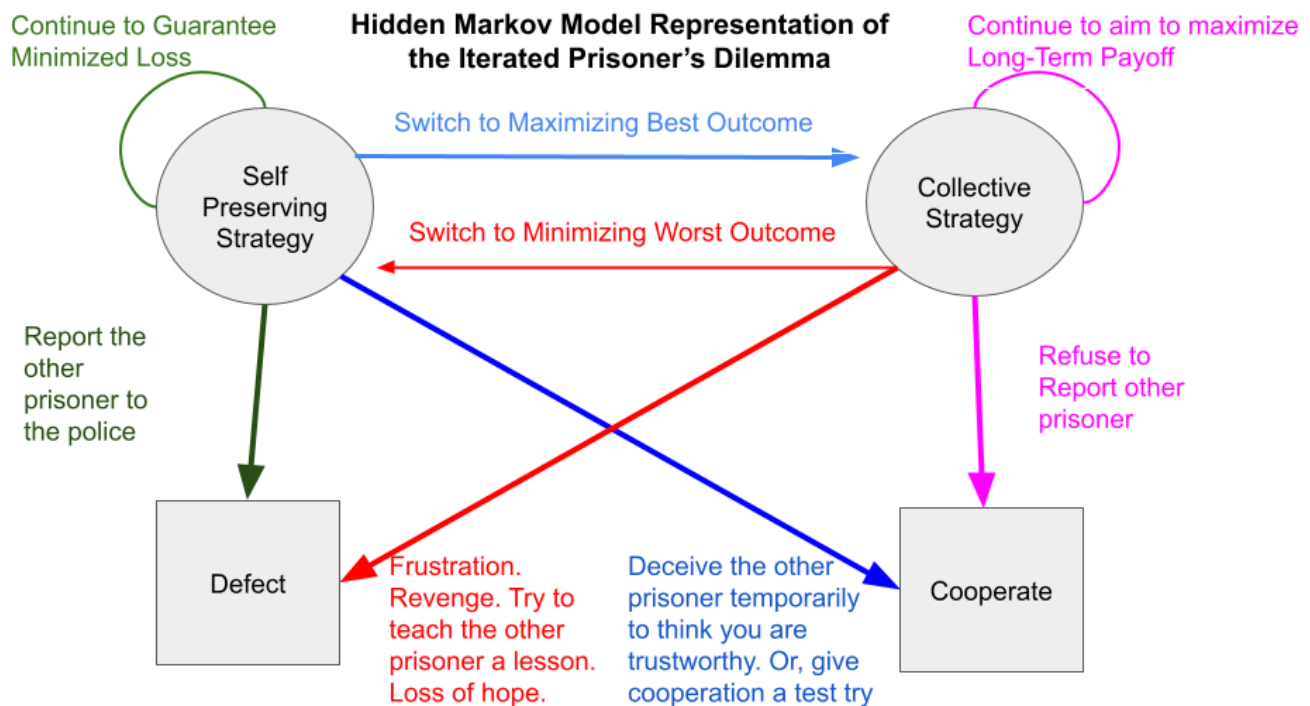 Continue to Guarantee
Minimized Loss
Hidden Markov Model Representation of
the Iterated Prisoner’s Dilemma
Continue to aim to maximize
Long-Term Payoff
Switch to Maximizing Best Outcome
Self
Preserving
Strategy
Collective
Strategy
Switch to Minimizing Worst Outcome
Report the
other
prisoner to
the police
Refuse to
Report other
prisoner
Defect
Frustration.
Revenge. Try to
teach the other
prisoner a lesson.
Loss of hope.
Deceive the other
prisoner temporarily
to think you are
trustworthy. Or, give
cooperation a test try
Cooperate